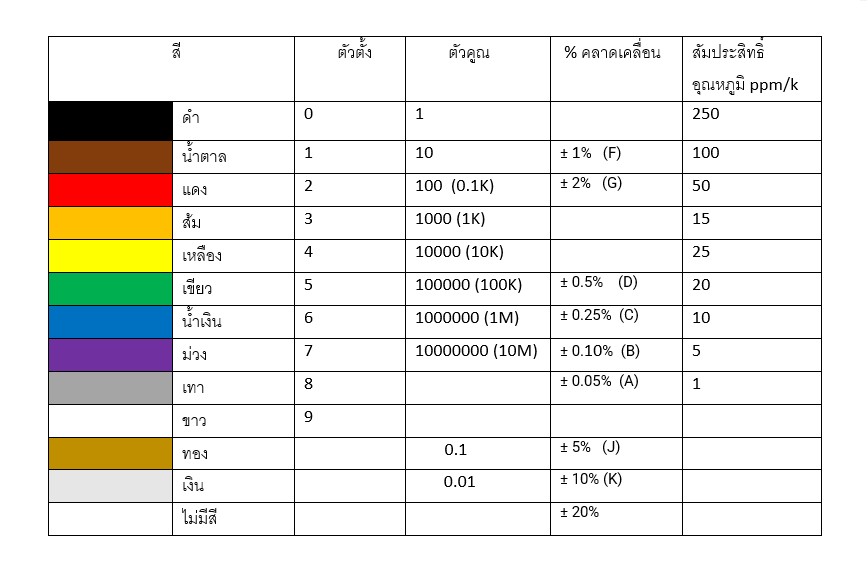 สี ตัวตั้ง ตัวคูณ % คลาดเคลื่อน สัมประสิทธิ์
อุณหภูมิ ppm/k
ดำ 0 1 250
น้ำตาล 1 10 ± 1% (F) 100
แดง 2 100 (0.1K) ± 2% (G) 50
ส้ม 3 1000 (1K) 15
เหลือง 4 10000 (10K) 25
เขียว 5 100000 (100K) ± 0.5% (D) 20
น้ำเงิน 6 1000000 (1M) ± 0.25% (C) 10
ม่วง 7 10000000 (10M) ± 0.10% (B) 5
เทา 8 ± 0.05% (A) 1
ขาว 9
ทอง 0.1 ± 5% (J)
เงิน 0.01 ± 10% (K)
ไม่มีสี ± 20%